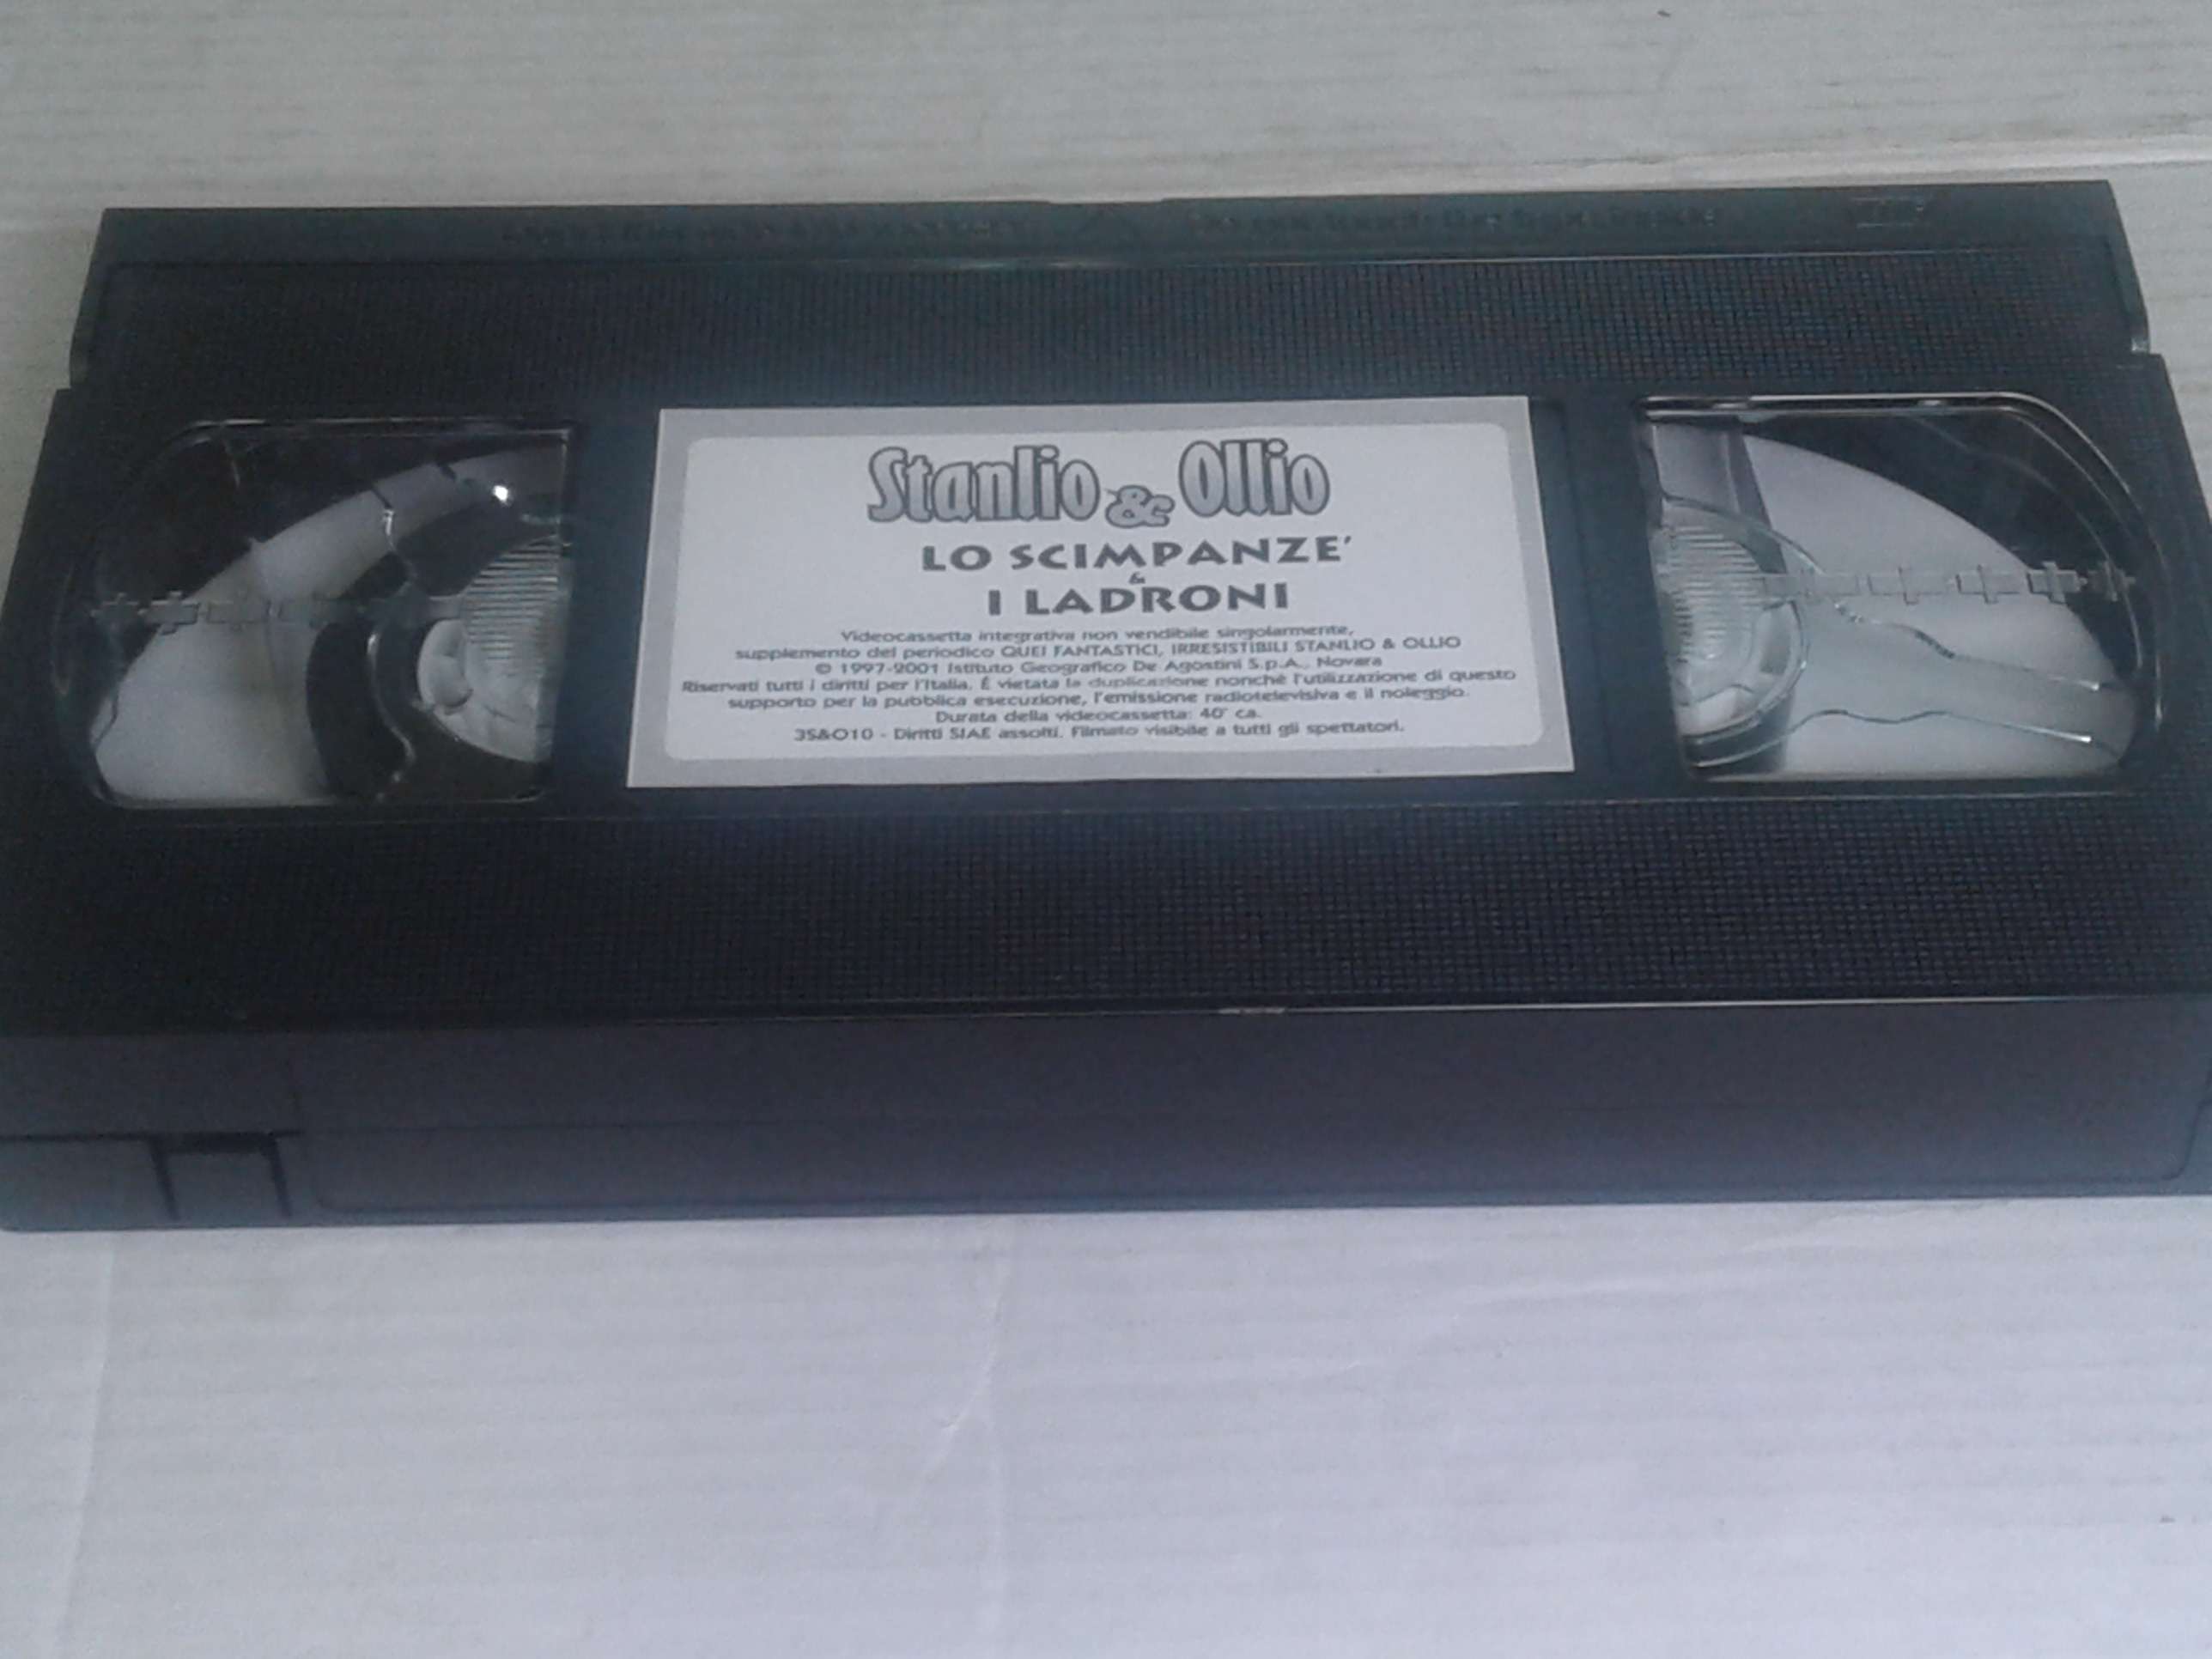 Stanlio & Ollio
LO SCIMPANZE'
&
I LADRONI
Videocassetta integrativa non vendibile singolarmente,
supplemento del periodico QUEI FANTASTICI, IRRESISTIBILI STANLIO & OLLIO
© 1997-2001 Istituto Geografico De Agostini S.p.A., Novara
Riservati tutti i diritti per l'Italia. È vietata la duplicazione nonchè l'utilizzazione di questo
supporto per la pubblica esecuzione, l'emissione radiotelevisiva e il noleggio.
Durata della videocassetta: 40' ca.
3S&O10 - Diritti SIAE assolti. Filmato visibile a tutti gli spettatori.